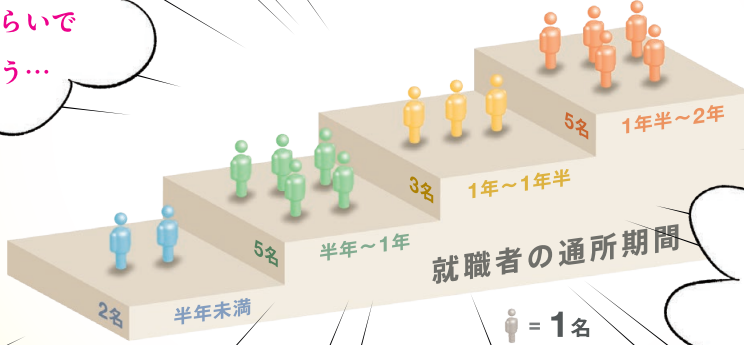 らいで
う…
5名
1年半～2年
3名
1年～1年半
5名
半年～1年
2名
半年未満
就職者の通所期間
= 1名